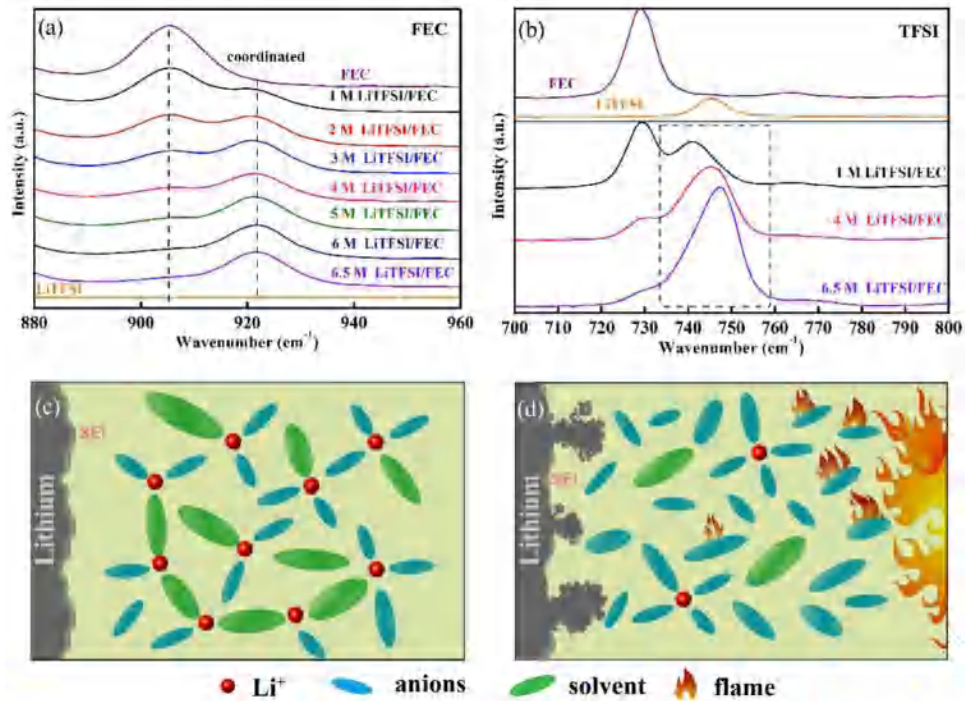 (a)
FEC
coordinated
FEC
1 M LiTFSI/FEC
2 M LiTFSI/FEC
3 M LiTFSI/FEC
4 M LiTFSI/FEC
5 M LiTFSI/FEC
6 M LiTFSI/FEC
6.5 M LiTFSI/FEC
LiTFSI
Intensity (a.u.)
880 900 920 940 960
Wavenumber (cm-1)
(b)
TFSI
FEC
LiTFSI
1 M LiTFSI/FEC
4 M LiTFSI/FEC
6.5 M LiTFSI/FEC
Intensity (a.u.)
700 710 720 730 740 750 760 770 780 790 800
Wavenumber (cm-1)
(c)
SEI
Lithium
(d)
SEI
Lithium
Li+
anions
solvent
flame